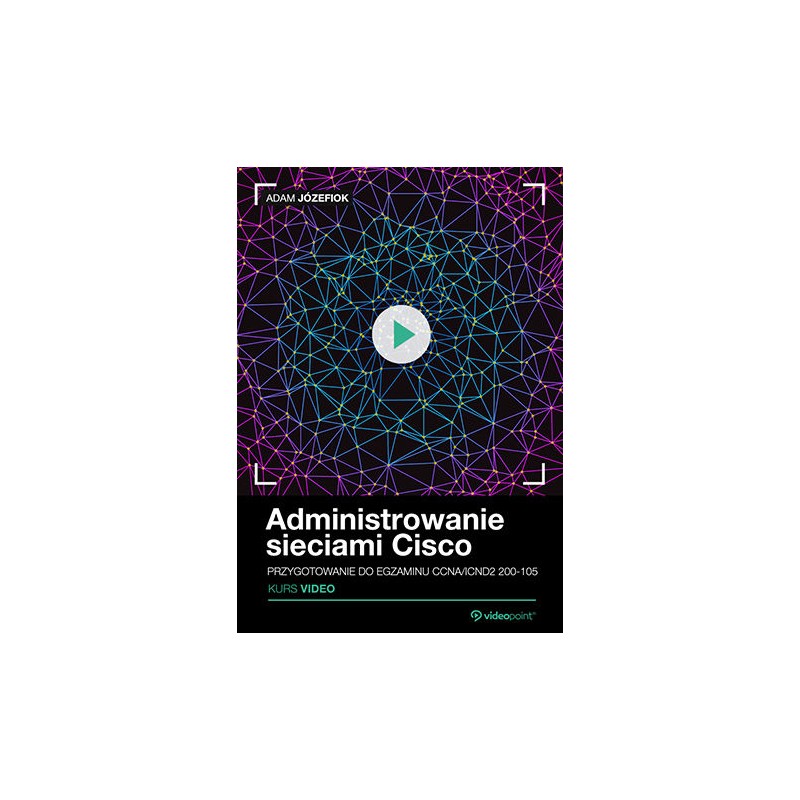 ADAM JÓZEFIOK
Administrowanie
sieciami Cisco
PRZYGOTOWANIE DO EGZAMINU CCNA/ICND2 200-105
KURS VIDEO
videopoint®